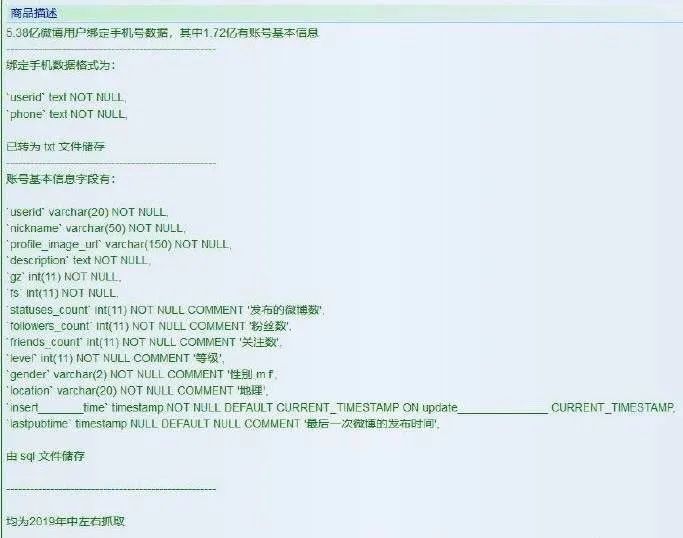 商品描述
5.38亿微博用户绑定手机号数据，其中1.72亿有账号基本信息
------------------------------------------------------
绑定手机数据格式为：
`userid` text NOT NULL,
`phone` text NOT NULL,
已转为 txt 文件储存
------------------------------------------------------
账号基本信息字段有：
`userid` varchar(20) NOT NULL,
`nickname` varchar(50) NOT NULL,
`profile_image_url` varchar(150) NOT NULL,
`description` text NOT NULL,
`gz` int(11) NOT NULL,
`fs` int(11) NOT NULL,
`statuses_count` int(11) NOT NULL COMMENT '发布的微博数',
`followers_count` int(11) NOT NULL COMMENT '粉丝数',
`friends_count` int(11) NOT NULL COMMENT '关注数',
`level` int(11) NOT NULL COMMENT '等级',
`gender` varchar(2) NOT NULL COMMENT '性别 m f',
`location` varchar(20) NOT NULL COMMENT '地理',
`insert_______time` timestamp NOT NULL DEFAULT CURRENT_TIMESTAMP ON update______________ CURRENT_TIMESTAMP,
`lastpubtime` timestamp NULL DEFAULT NULL COMMENT '最后一次微博的发布时间',
由 sql 文件储存
------------------------------------------------------
均为2019年中左右抓取